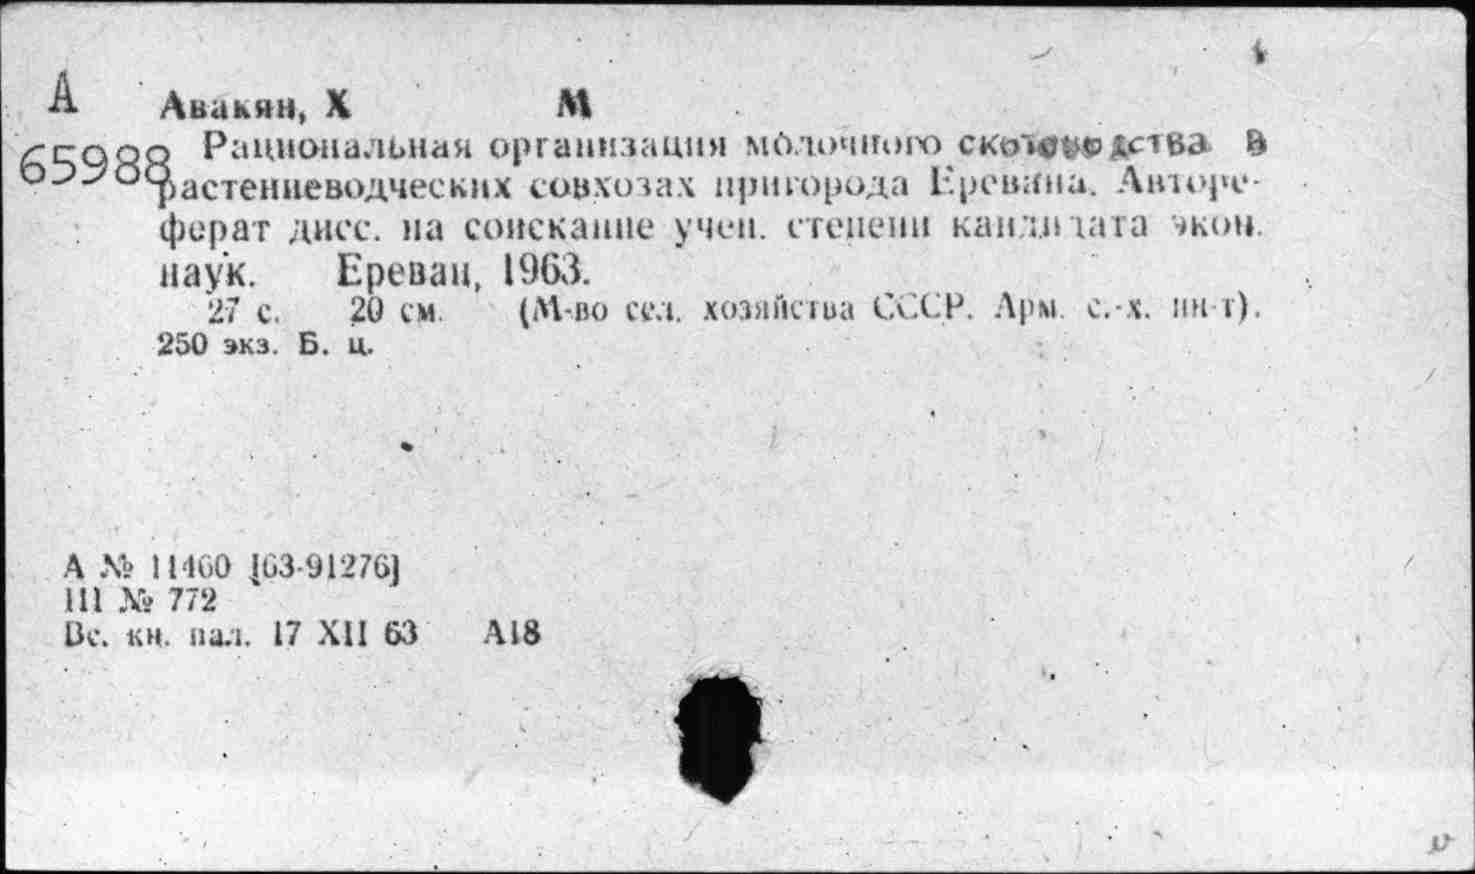 А
Авакян, Х М
65988
Рациональная организация молочного скотоводства в
растениеводческих совхозах пригорода Еревана. Авторе-
ферат дисс. на соискание учен. степени кандидата экон.
наук. Ереван, 1963.
27 с. 20 см. (М-во сел. хозяйства СССР. Арм. с.-х. ин-т).
250 экз. Б. ц.
А № 11460 [63-91276]
III № 772
Вс. кн. пал. 17 XII 63 А18